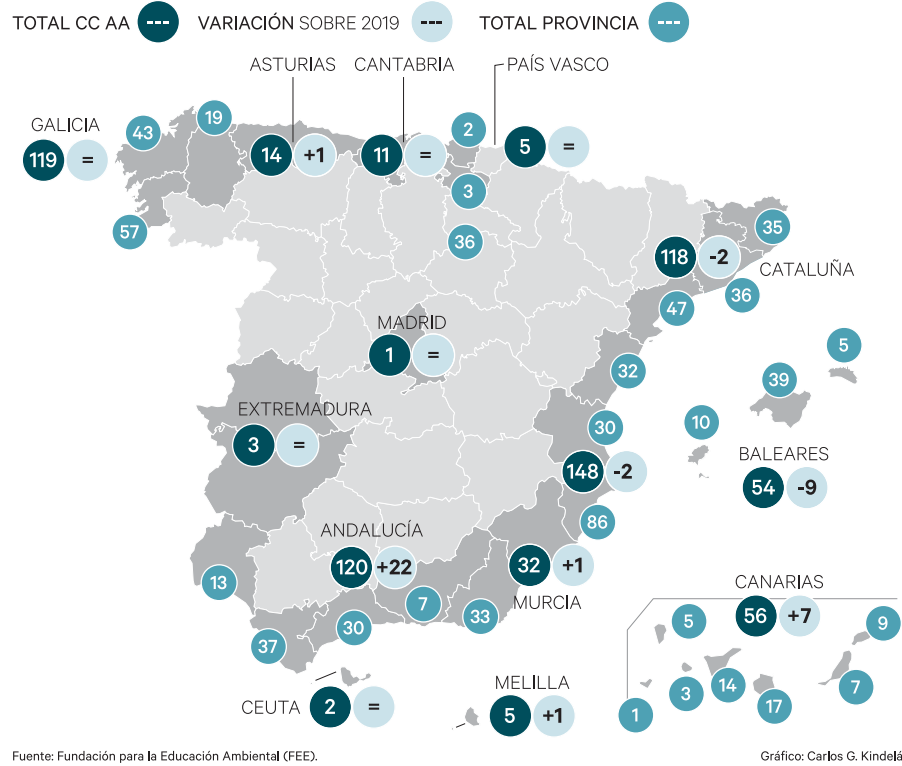 TOTAL CC AA --- VARIACIÓN SOBRE 2019 --- TOTAL PROVINCIA ---
ASTURIAS CANTABRIA PAÍS VASCO
GALICIA
119 =
43
19
57
14 +1
11 =
2
5 =
3
36
35
118 -2
CATALUÑA
36
47
MADRID
1 =
32
5
39
10
BALEARES
54 -9
EXTREMADURA
3 =
30
148 -2
86
ANDALUCÍA
120 +22
32 +1
MURCIA
13
37
30
7
33
CANARIAS
56 +7
5
9
1
3
14
17
7
CEUTA 2 =
MELILLA
5 +1
Fuente: Fundación para la Educación Ambiental (FEE).
Gráfico: Carlos G. Kindelá